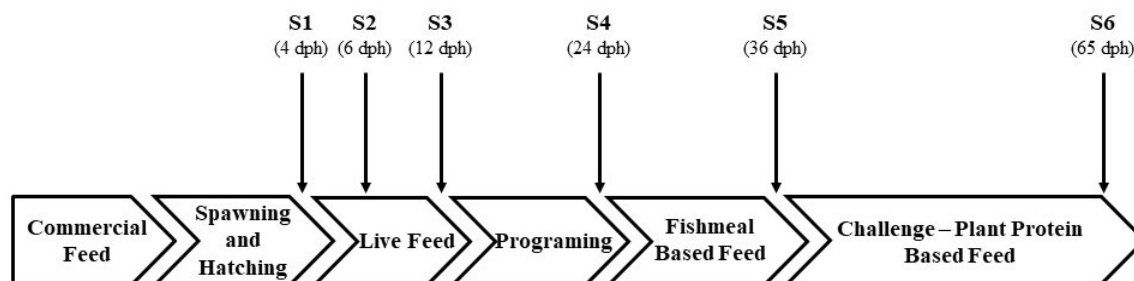 S1 S2 S3 S4 S5 S6
(4 dph) (6 dph) (12 dph) (24 dph) (36 dph) (65 dph)
Commercial
Feed
Spawning
and
Hatching
Live Feed
Programing
Fishmeal
Based Feed
Challenge – Plant Protein
Based Feed